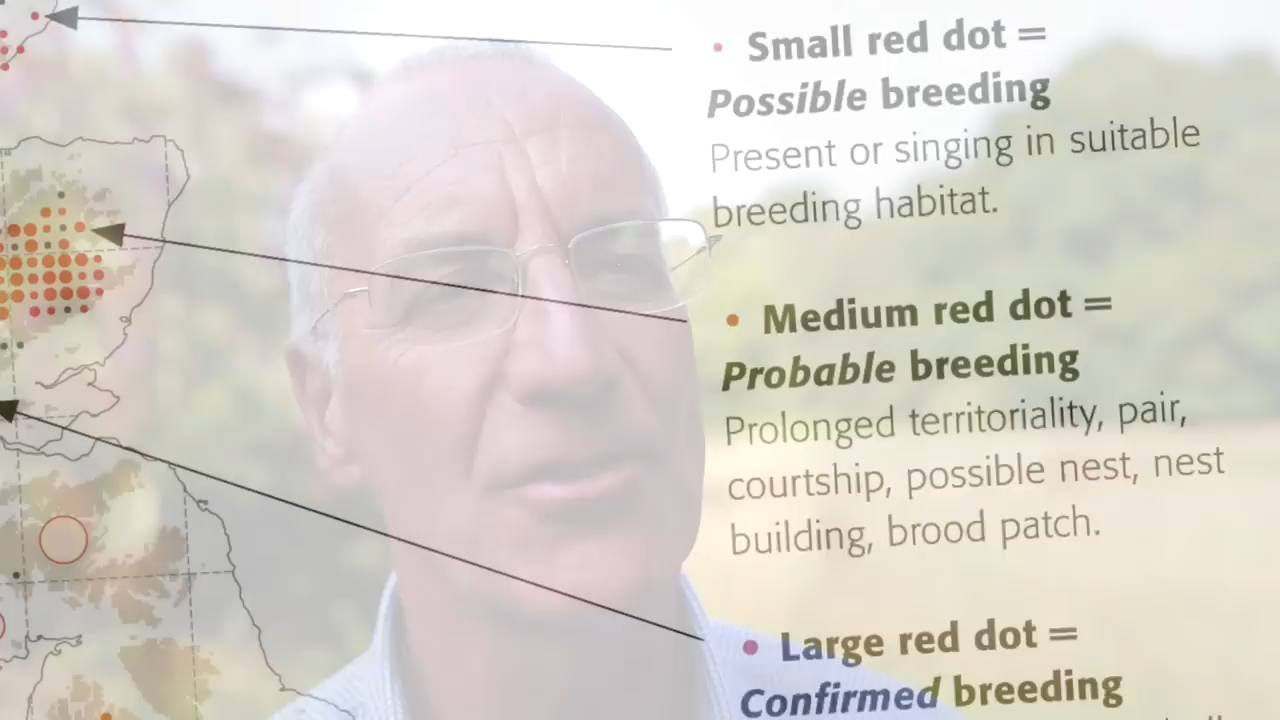 • Small red dot =
Possible breeding
Present or singing in suitable
breeding habitat.
• Medium red dot =
Probable breeding
Prolonged territoriality, pair,
courtship, possible nest, nest
building, brood patch.
• Large red dot =
Confirmed breeding